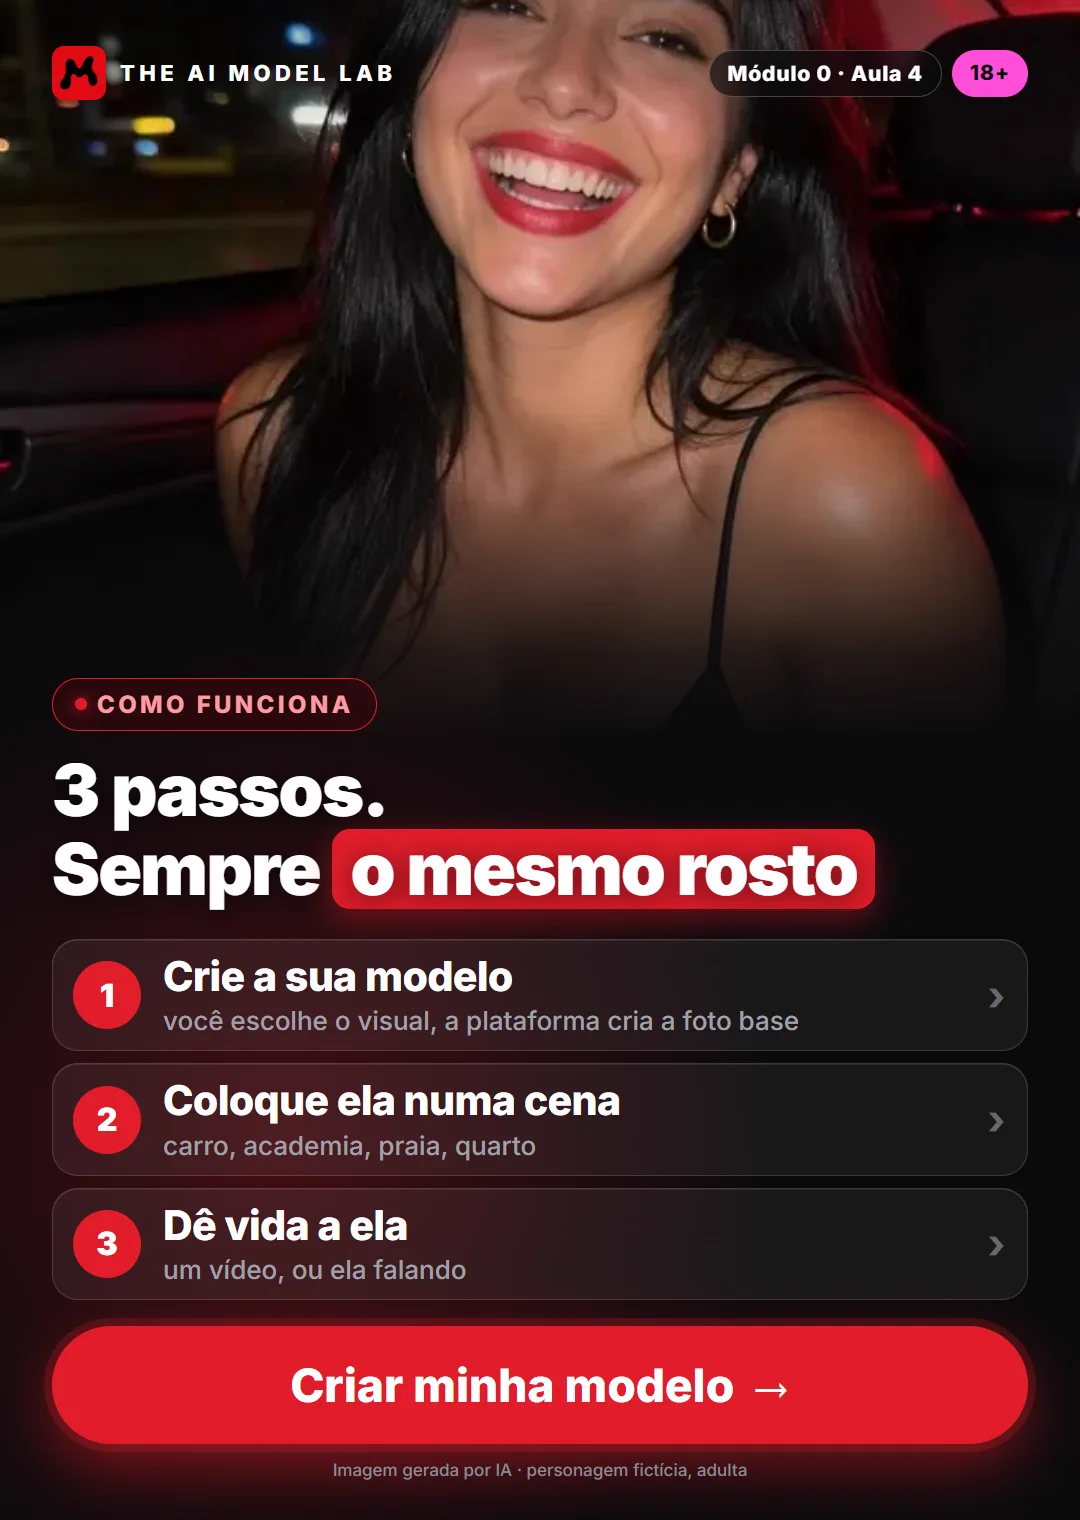 THE AI MODEL LAB
Módulo 0 · Aula 4
18+
COMO FUNCIONA
3 passos.
Sempre o mesmo rosto
1
Crie a sua modelo
você escolhe o visual, a plataforma cria a foto base
2
Coloque ela numa cena
carro, academia, praia, quarto
3
Dê vida a ela
um vídeo, ou ela falando
Criar minha modelo →
Imagem gerada por IA · personagem fictícia, adulta